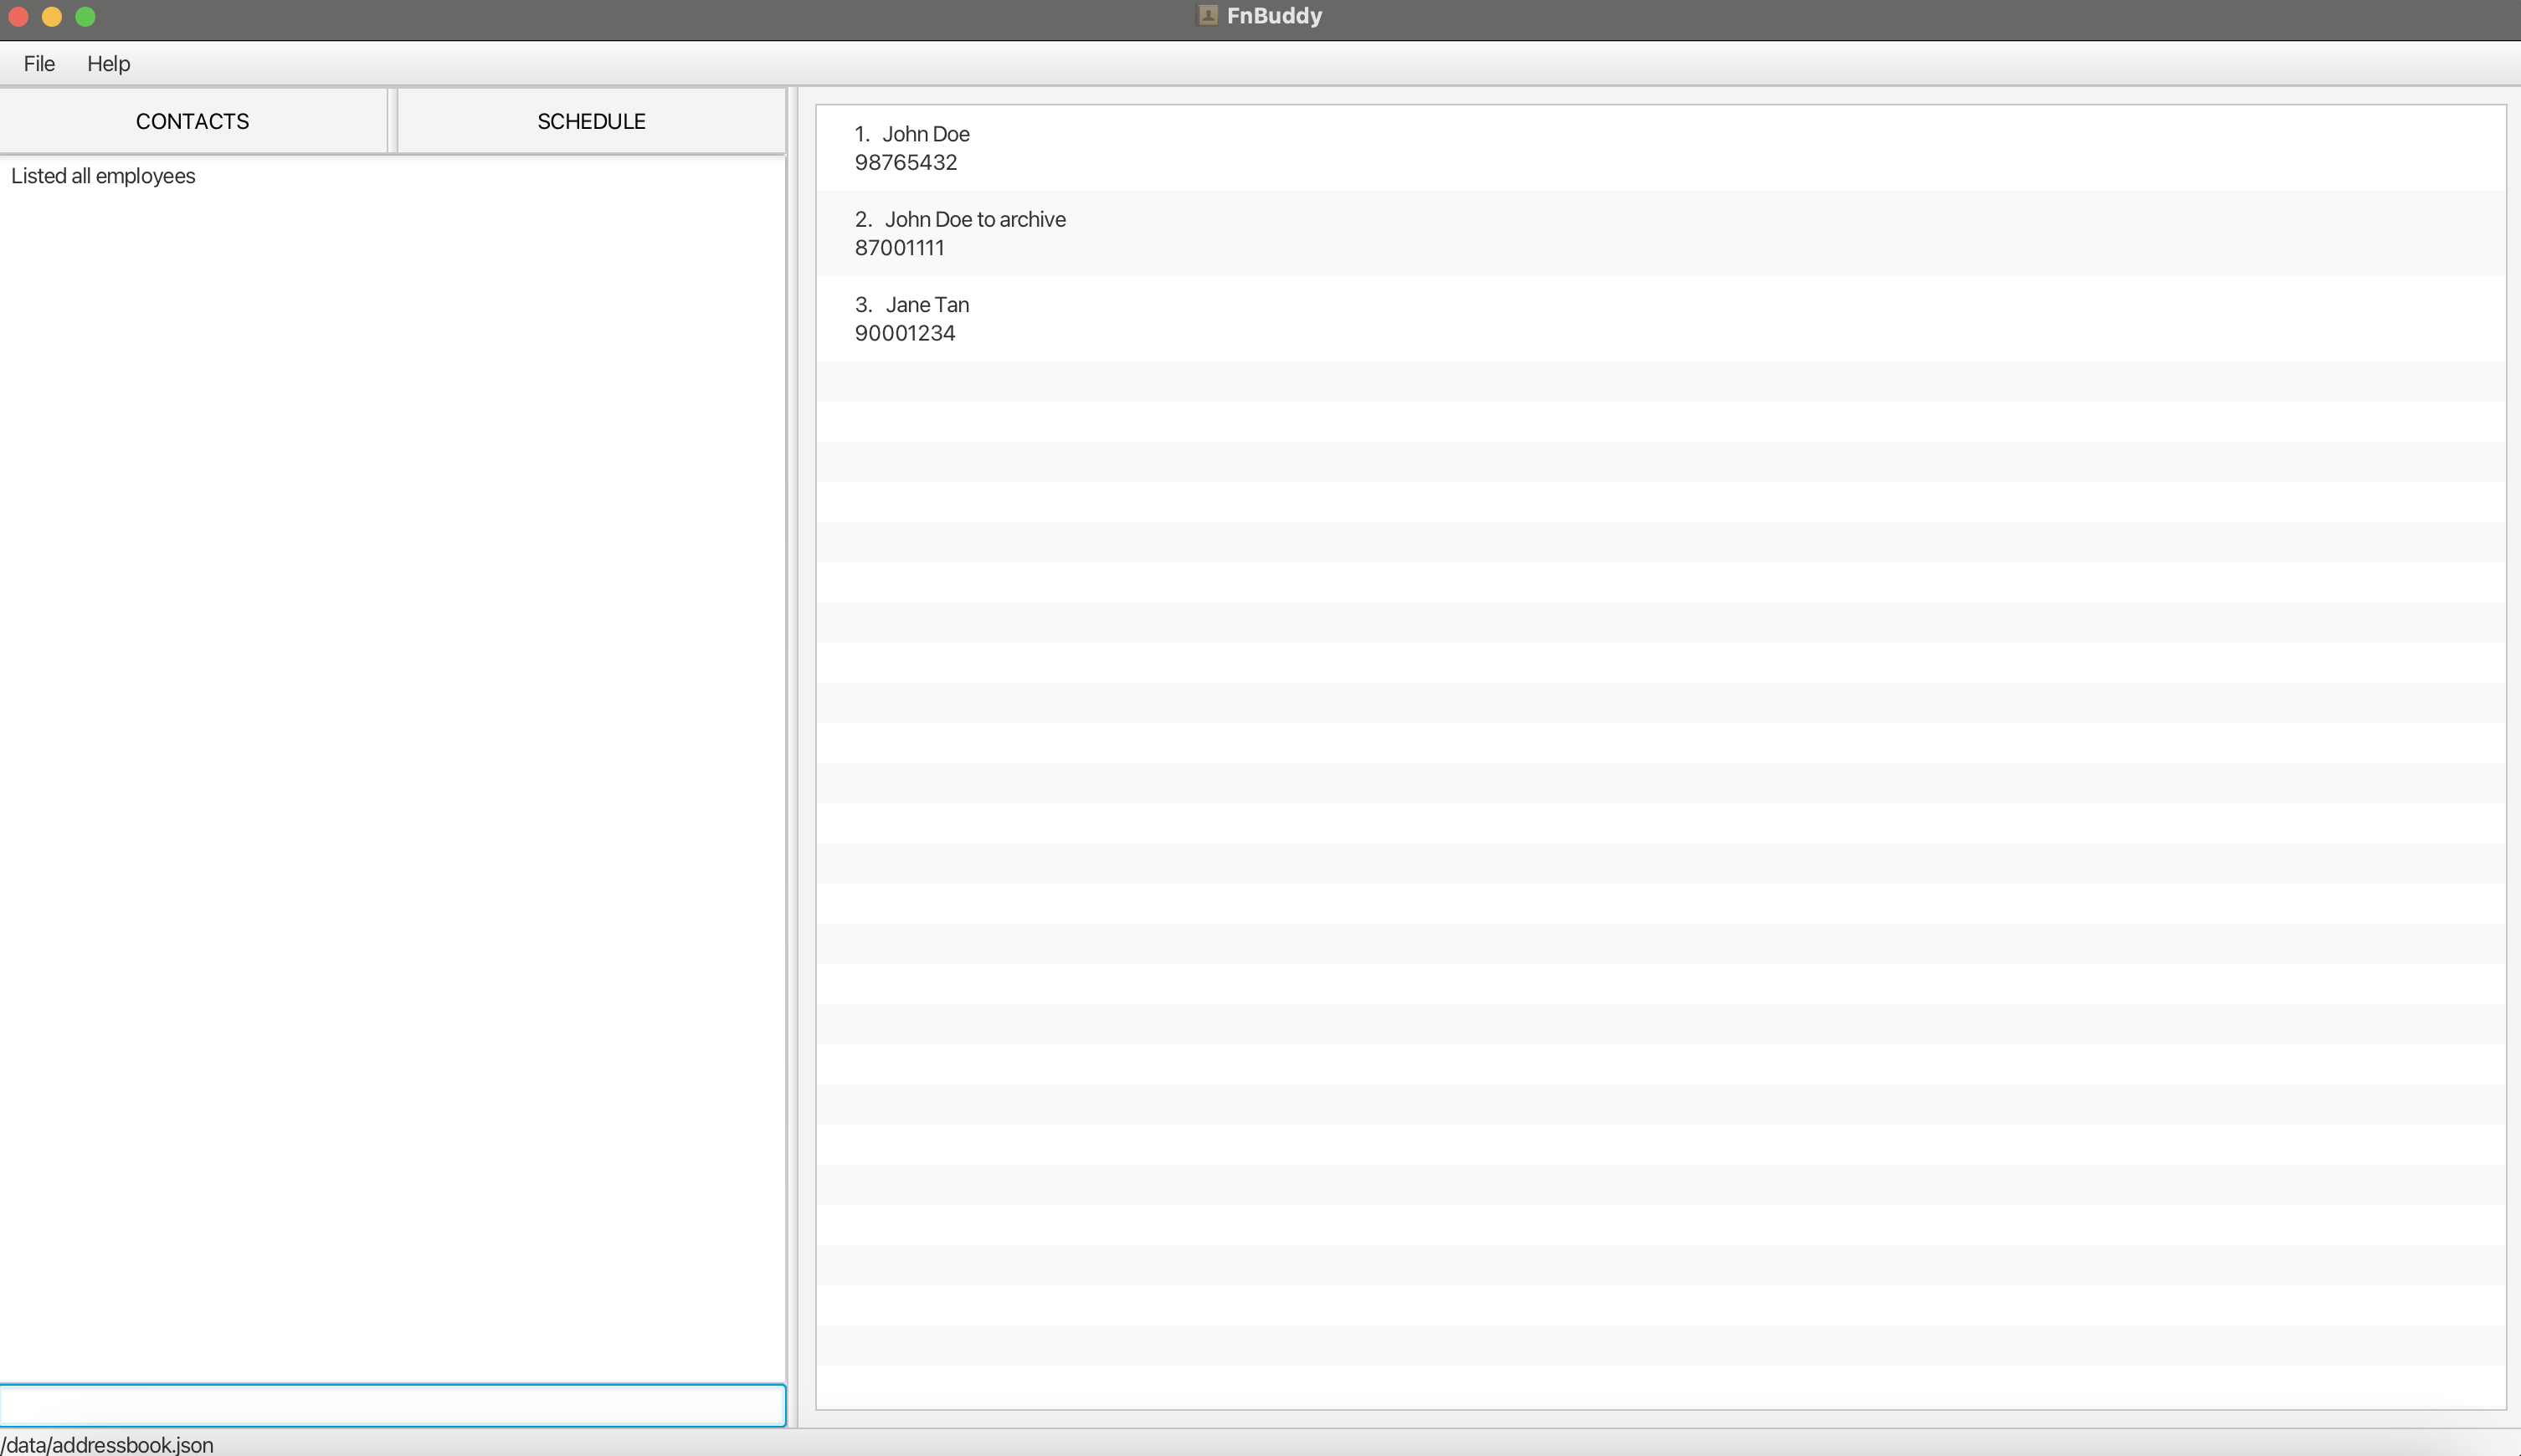 FnBuddy
File Help
CONTACTS SCHEDULE
Listed all employees
1. John Doe
98765432
2. John Doe to archive
87001111
3. Jane Tan
90001234
/data/addressbook.json